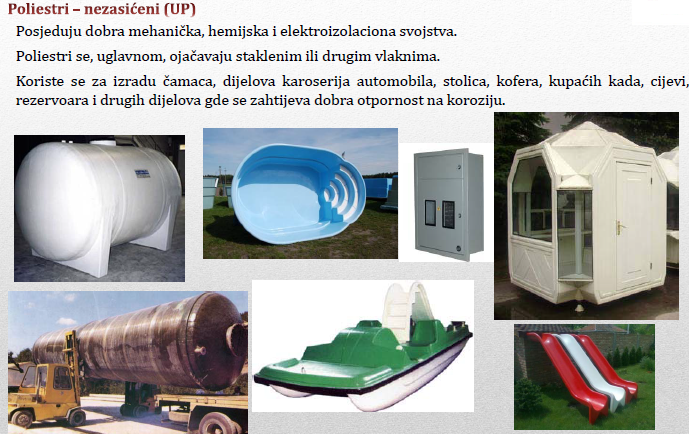 Poliestri – nezasićeni (UP)
Posjeduju dobra mehanička, hemijska i elektroizolaciona svojstva.
Poliestri se, uglavnom, ojačavaju staklenim ili drugim vlaknima.
Koriste se za izradu čamaca, dijelova karoserija automobila, stolica, kofera, kupaćih kada, cijevi,
rezervoara i drugih dijelova gde se zahtijeva dobra otpornost na koroziju.